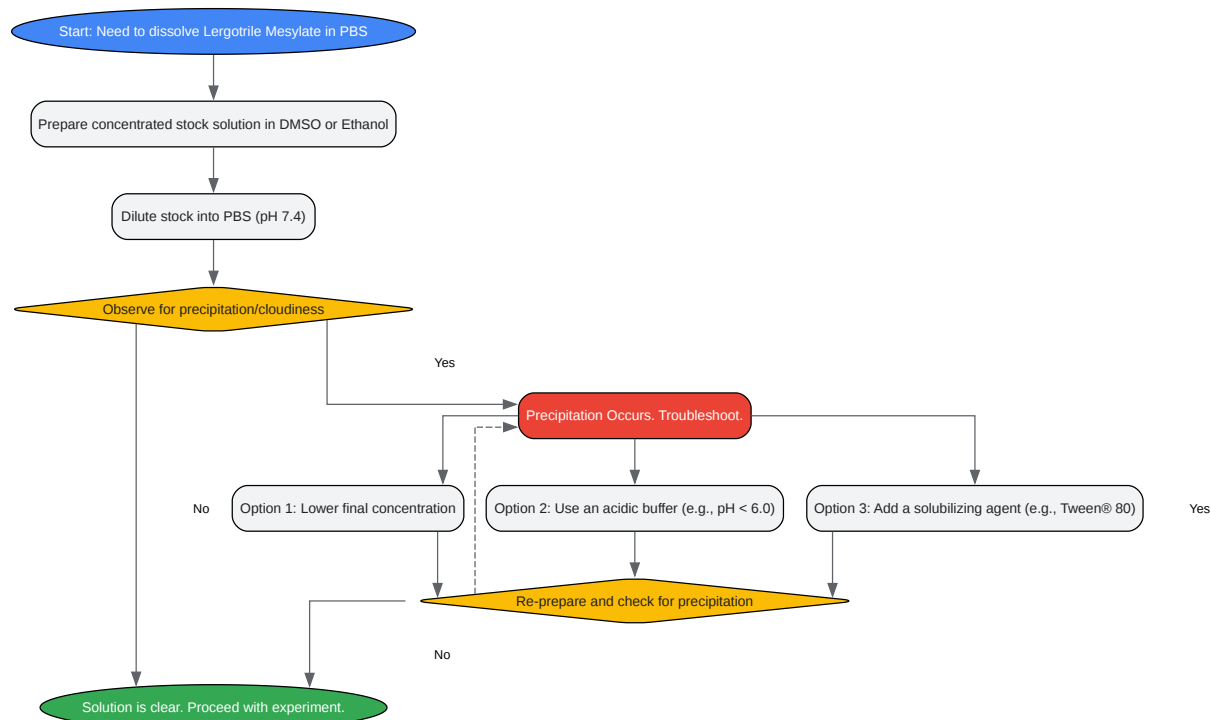 Start: Need to dissolve Lergotrile Mesylate in PBS
Prepare concentrated stock solution in DMSO or Ethanol
Dilute stock into PBS (pH 7.4)
Observe for precipitation/cloudiness
Yes
Precipitation Occurs. Troubleshoot.
No
Option 1: Lower final concentration
Option 2: Use an acidic buffer (e.g., pH < 6.0)
Option 3: Add a solubilizing agent (e.g., Tween® 80)
Yes
Re-prepare and check for precipitation
No
Solution is clear. Proceed with experiment.